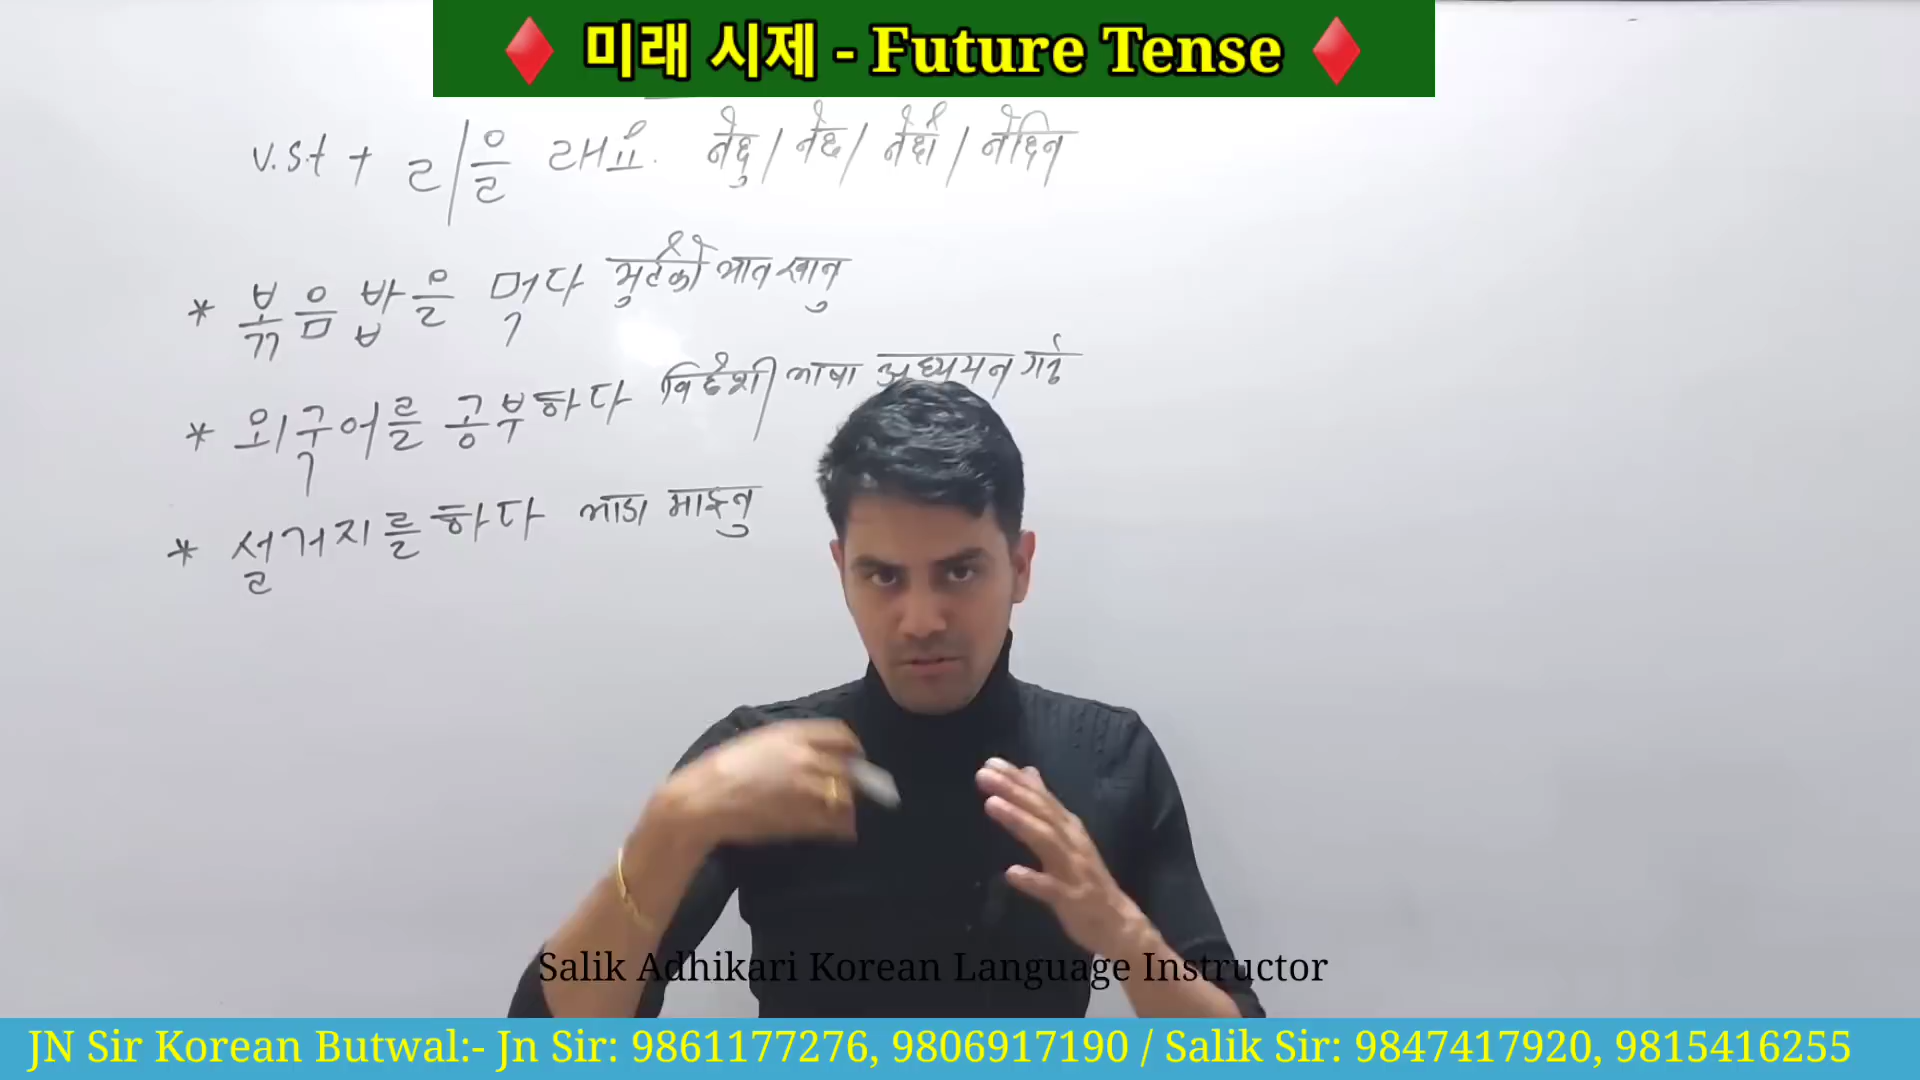 ♦ 미래 시제 - Future Tense ♦
v.st + ㄹ/을 래요. नेछु / नेछ / नेछौ / नेछिन
* 볶음 밥을 먹다 भुटेको भात खानु
* 외국어를 공부하다 विदेशी भाषा अध्ययन गर्नु
* 설거지를 하다 भाँडा माझ्नु
Salik Adhikari Korean Language Instructor
JN Sir Korean Butwal:- Jn Sir: 9861177276, 9806917190 / Salik Sir: 9847417920, 9815416255